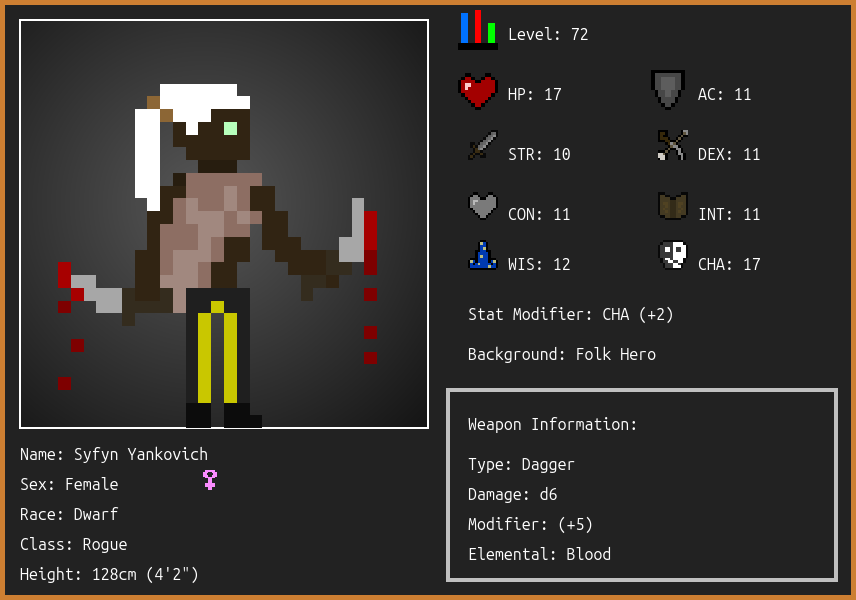 Level: 72
HP: 17
AC: 11
STR: 10
DEX: 11
CON: 11
INT: 11
WIS: 12
CHA: 17
Stat Modifier: CHA (+2)
Background: Folk Hero
Weapon Information:
Type: Dagger
Damage: d6
Modifier: (+5)
Elemental: Blood
Name: Syfyn Yankovich
Sex: Female
Race: Dwarf
Class: Rogue
Height: 128cm (4'2")